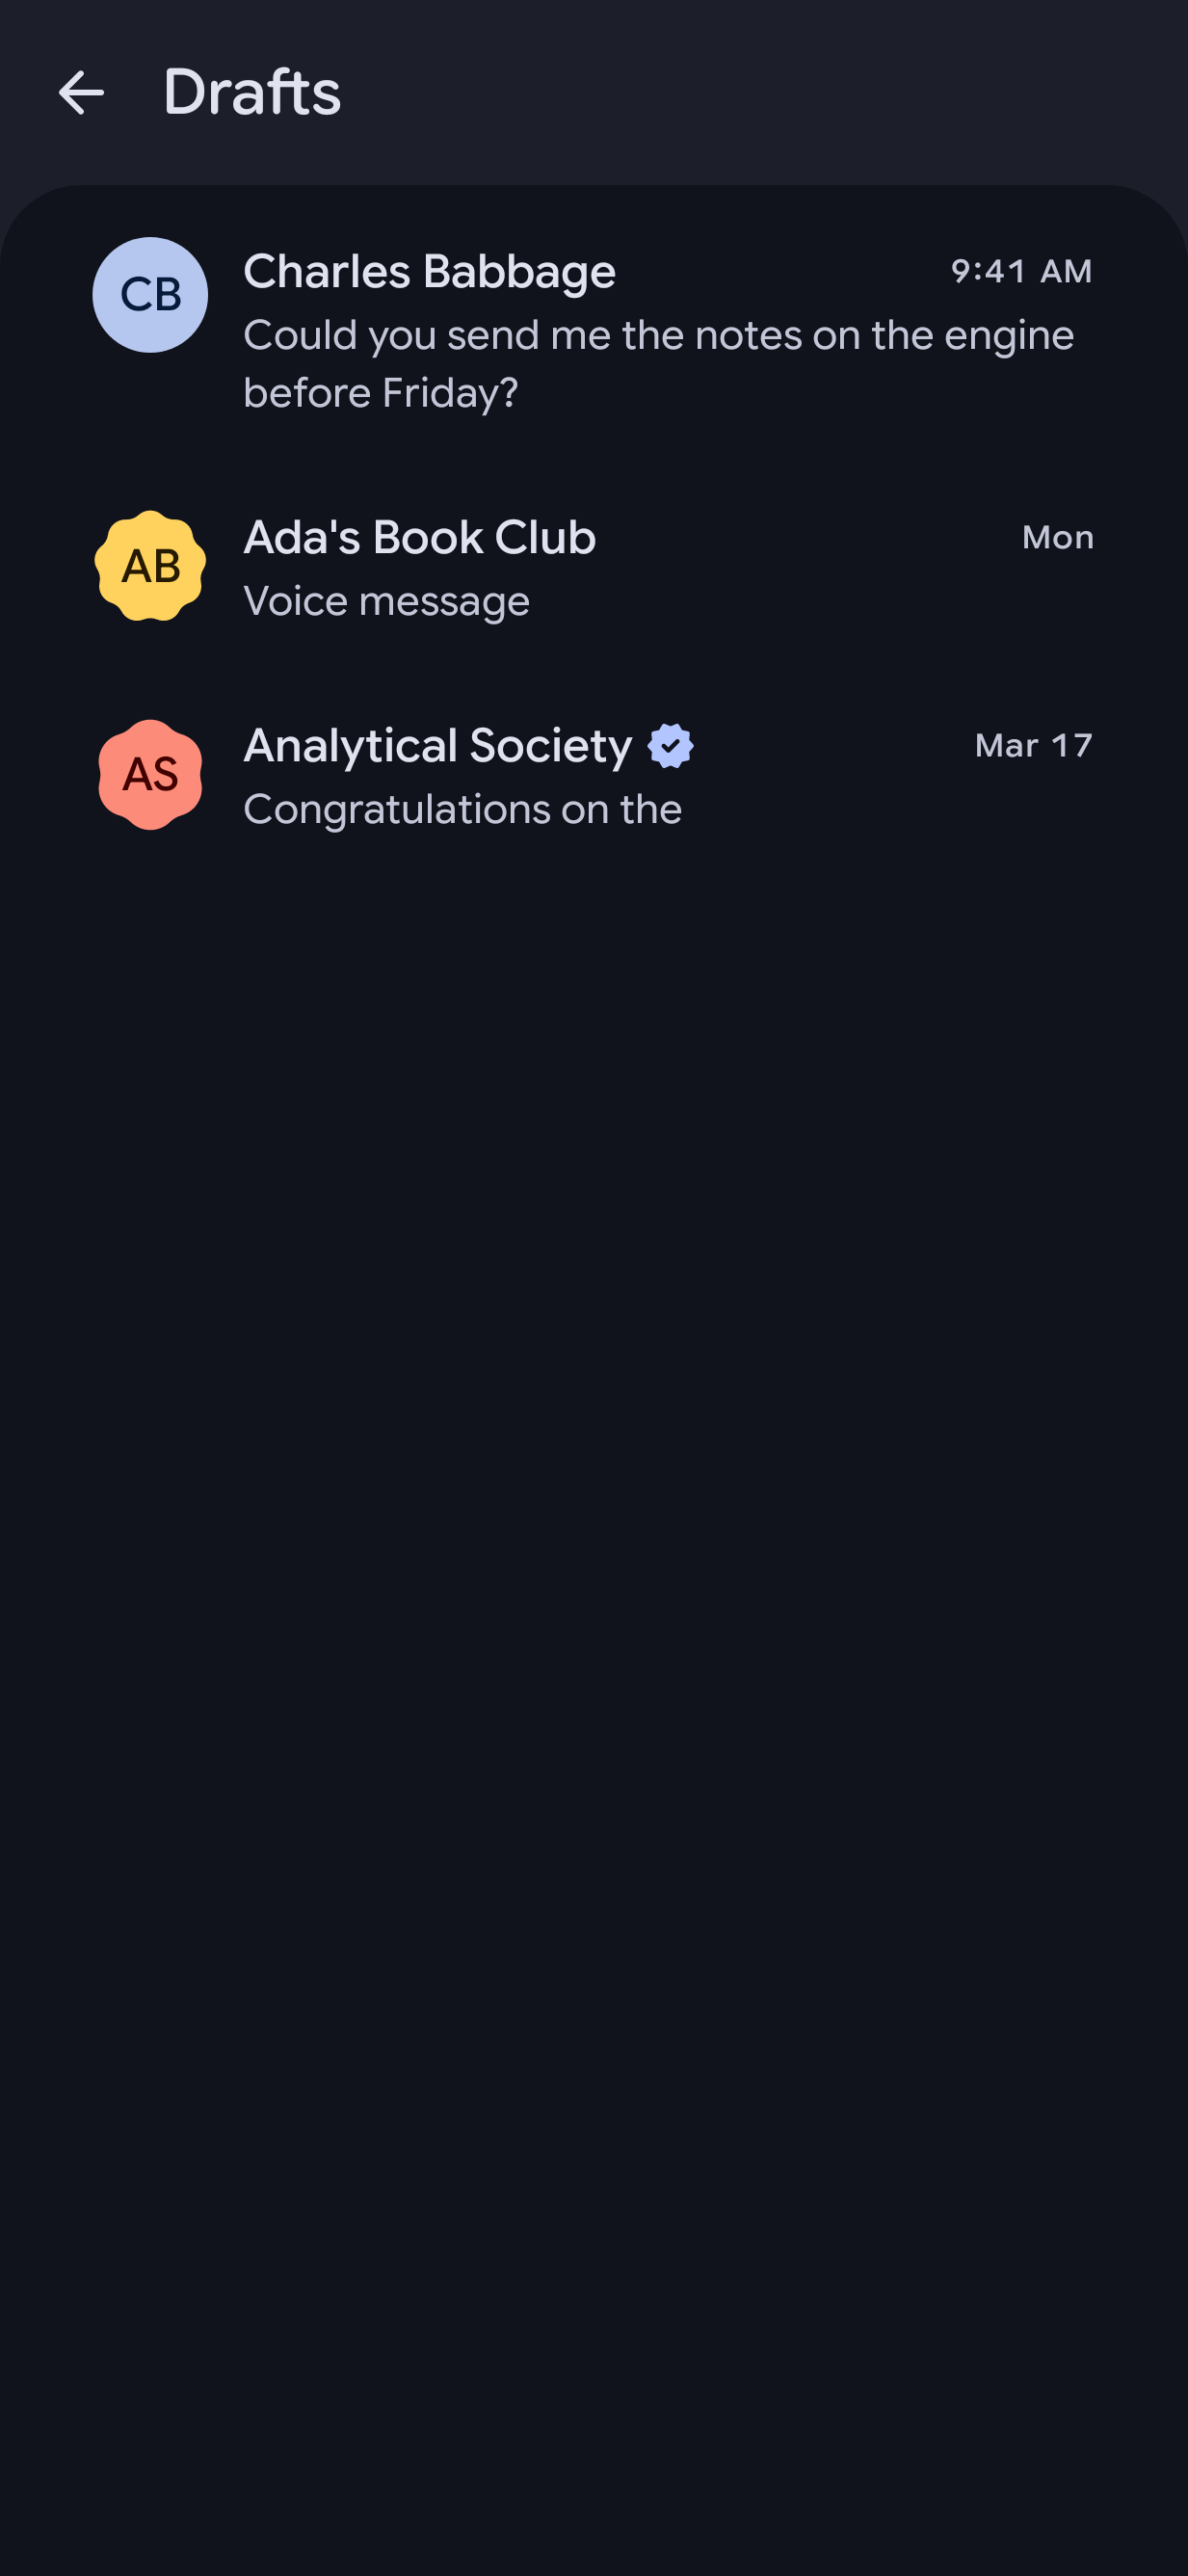 Drafts
CB
Charles Babbage
9:41 AM
Could you send me the notes on the engine
before Friday?
AB
Ada's Book Club
Mon
Voice message
AS
Analytical Society
Mar 17
Congratulations on the